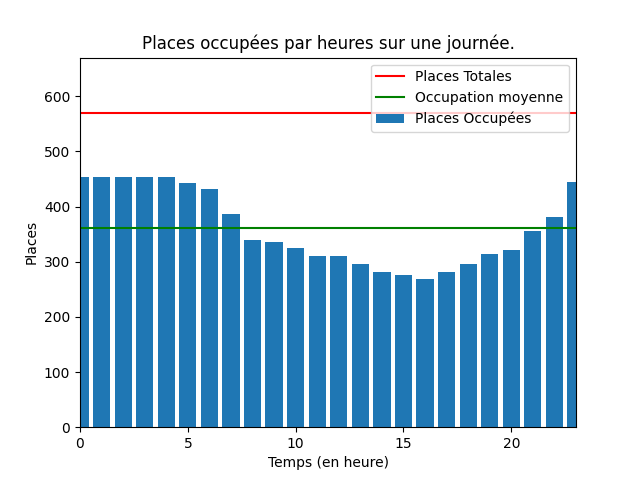 Places occupées par heures sur une journée.
Places Totales
Occupation moyenne
Places Occupées
600
500
400
300
200
100
0
Places
0 5 10 15 20
Temps (en heure)